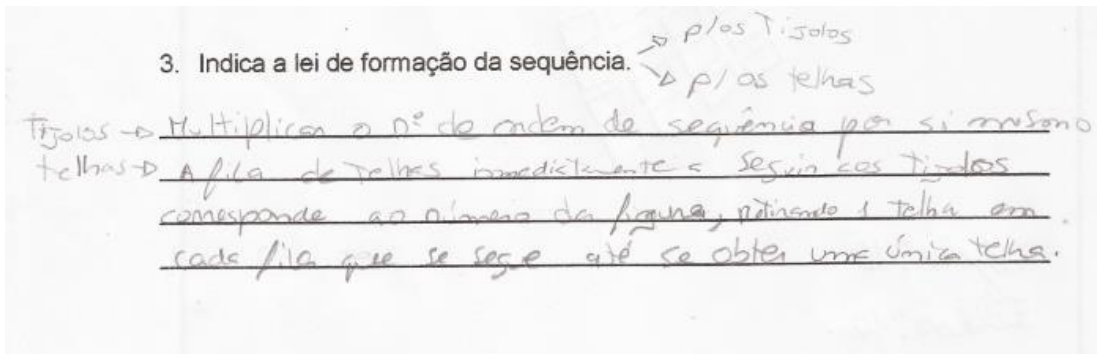 p/os Tijolos
3. Indica a lei de formação da sequência.
p/ as telhas
Tijolos → Multiplicar o nº de ordem de sequência por si mesmo
telhas → A fila de telhas imediatamente a seguir aos tijolos
corresponde ao número da figura, retirando 1 telha em
cada fila que se segue até se obter uma única telha.